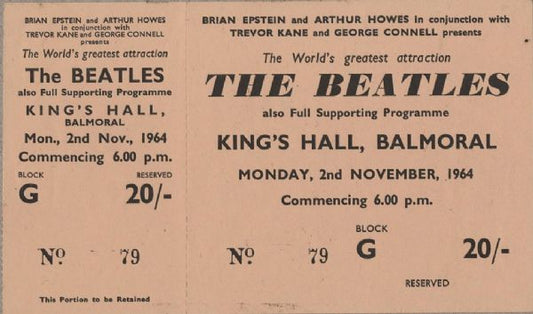 BRIAN EPSTEIN and ARTHUR HOWES
in conjunction with
TREVOR KANE and GEORGE CONNELL
presents
The World's greatest attraction
The BEATLES
also Full Supporting Programme
KING'S HALL,
BALMORAL
Mon., 2nd Nov., 1964
Commencing 6.00 p.m.
BLOCK RESERVED
G 20/-
No. 79
This Portion to be Retained
BRIAN EPSTEIN and ARTHUR HOWES in conjunction with
TREVOR KANE and GEORGE CONNELL presents
The World's greatest attraction
THE BEATLES
also Full Supporting Programme
KING'S HALL, BALMORAL
MONDAY, 2nd NOVEMBER, 1964
Commencing 6.00 p.m.
BLOCK
No. 79 G 20/-
RESERVED